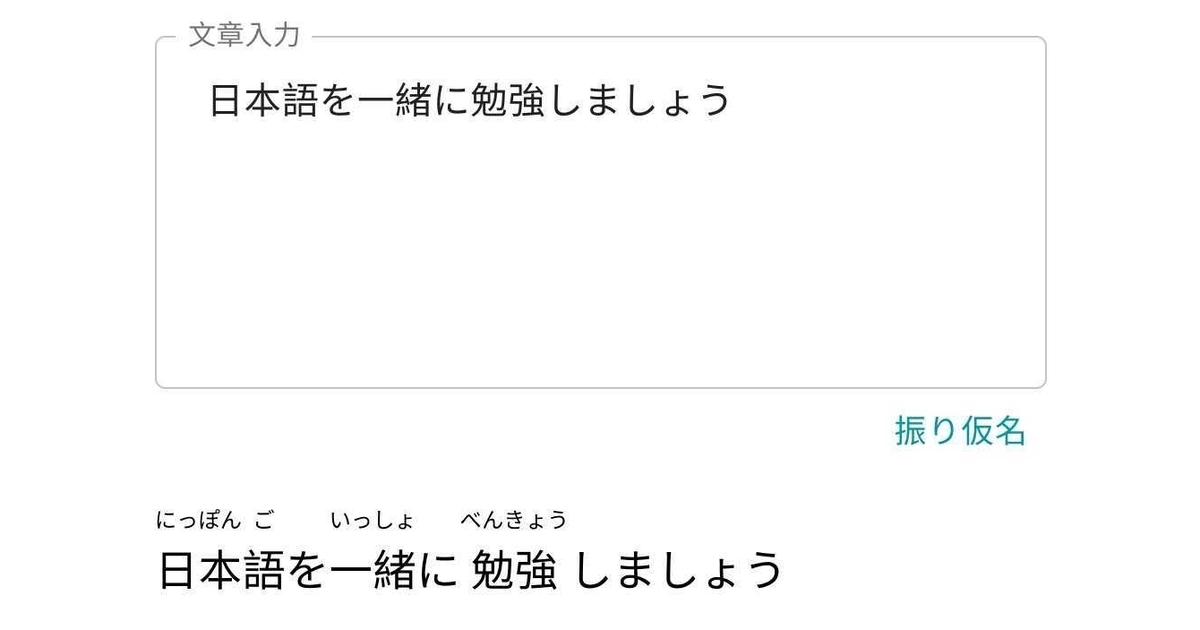 文章入力
日本語を一緒に勉強しましょう
振り仮名
にっぽん ご いっしょ べんきょう
日本語を一緒に 勉強 しましょう